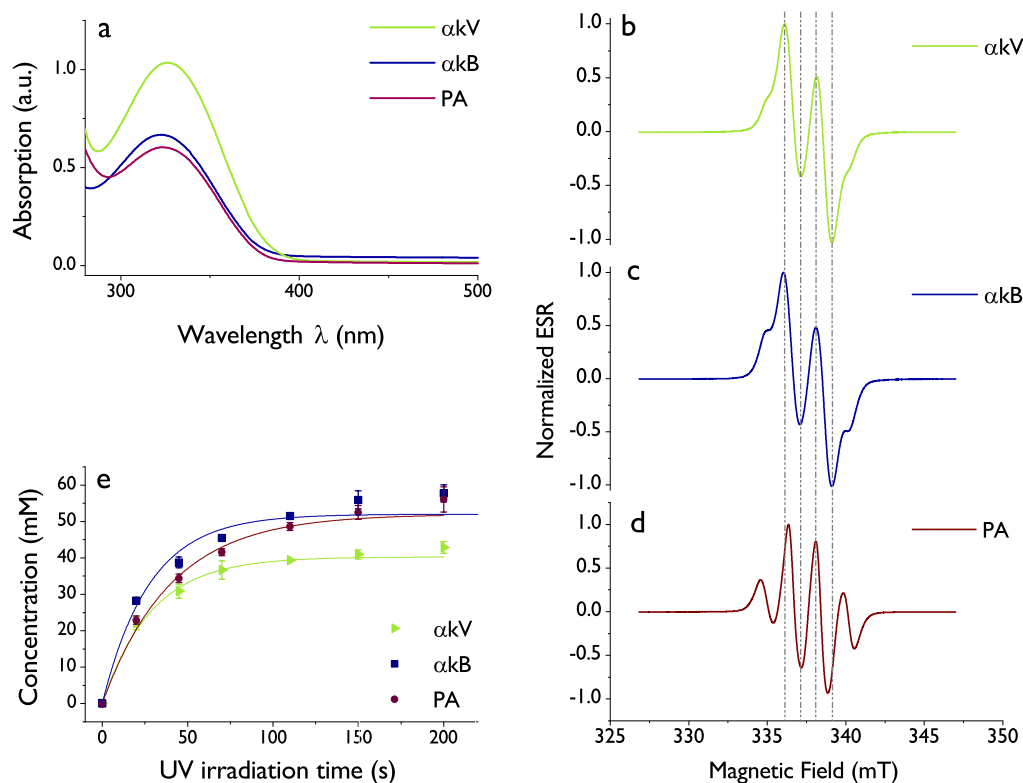 a
αkV
αkB
PA
1.0
0.5
0.0
Absorption (a.u.)
300
400
500
Wavelength λ (nm)
b
αkV
1.0
0.5
0.0
-0.5
-1.0
c
αkB
1.0
0.5
0.0
-0.5
-1.0
Normalized ESR
d
PA
1.0
0.5
0.0
-0.5
-1.0
325
330
335
340
345
350
Magnetic Field (mT)
e
60
50
40
30
20
10
0
Concentration (mM)
αkV
αkB
PA
0
50
100
150
200
UV irradiation time (s)